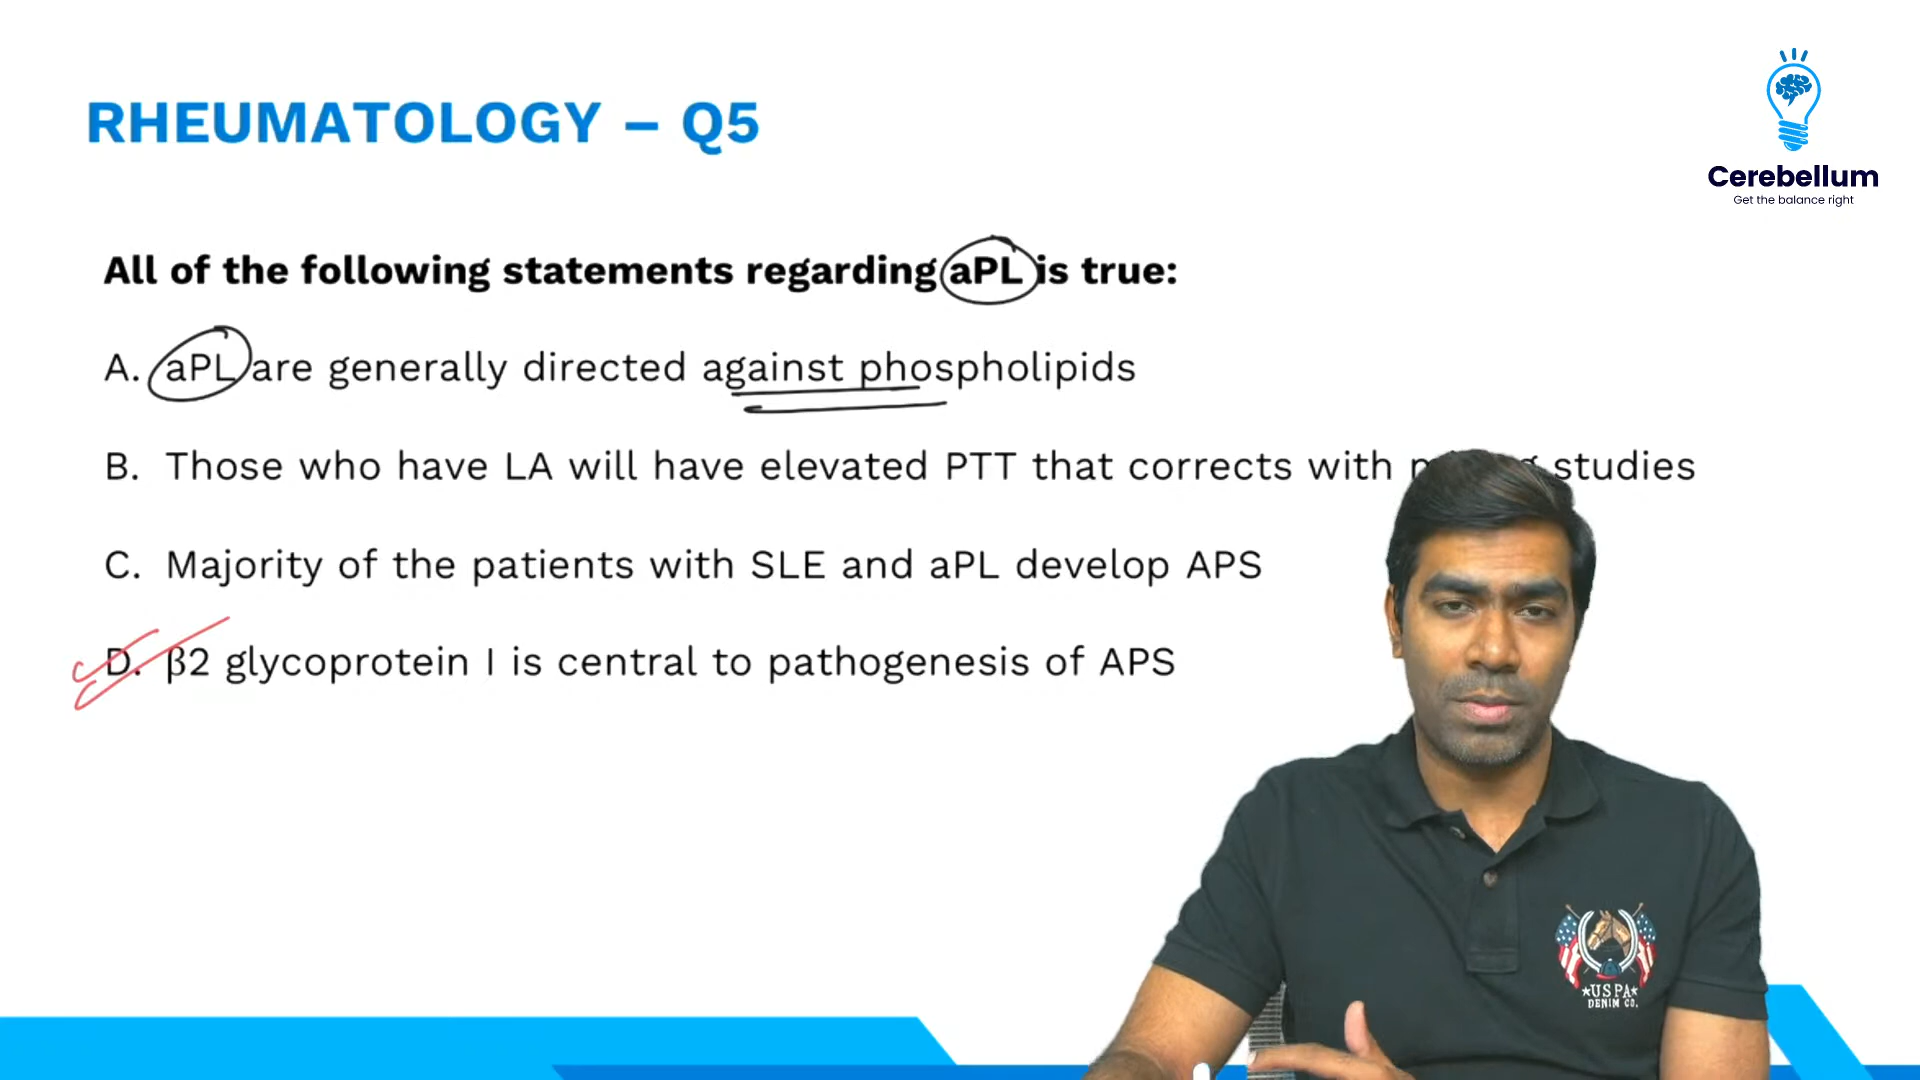 RHEUMATOLOGY – Q5
Cerebellum
Get the balance right
All of the following statements regarding aPL is true:
A. aPL are generally directed against phospholipids
B. Those who have LA will have elevated PTT that corrects with studies
C. Majority of the patients with SLE and aPL develop APS
D. β2 glycoprotein I is central to pathogenesis of APS
★USPA★
DENIM CO.